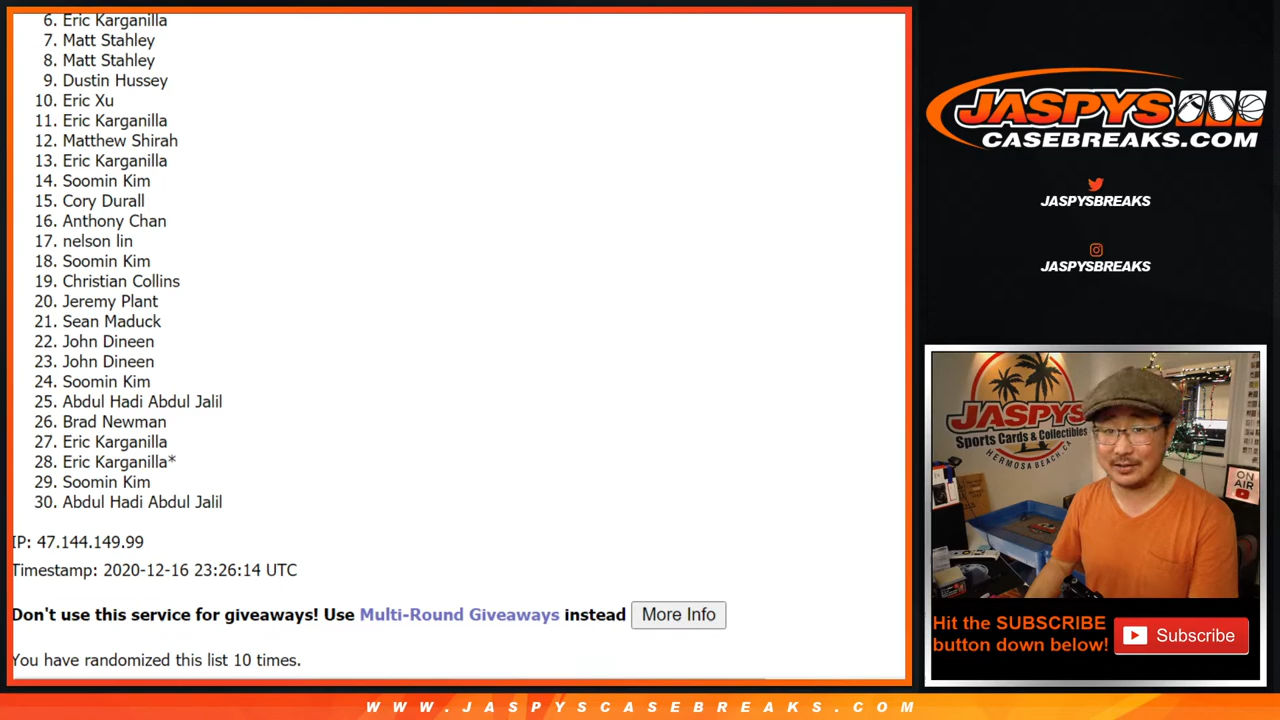 6. Eric Karganilla
7. Matt Stahley
8. Matt Stahley
9. Dustin Hussey
10. Eric Xu
11. Eric Karganilla
12. Matthew Shirah
13. Eric Karganilla
14. Soomin Kim
15. Cory Durall
16. Anthony Chan
17. nelson lin
18. Soomin Kim
19. Christian Collins
20. Jeremy Plant
21. Sean Maduck
22. John Dineen
23. John Dineen
24. Soomin Kim
25. Abdul Hadi Abdul Jalil
26. Brad Newman
27. Eric Karganilla
28. Eric Karganilla*
29. Soomin Kim
30. Abdul Hadi Abdul Jalil
IP: 47.144.149.99
Timestamp: 2020-12-16 23:26:14 UTC
Don't use this service for giveaways! Use Multi-Round Giveaways instead More Info
You have randomized this list 10 times.
JASPYS
CASEBREAKS.COM
JASPYSBREAKS
JASPYSBREAKS
JASPYS
Sports Cards & Collectibles
HERMOSA BEACH, CA
ON
AIR
Hit the SUBSCRIBE
button down below!
Subscribe
WWW.JASPYSCASEBREAKS.COM